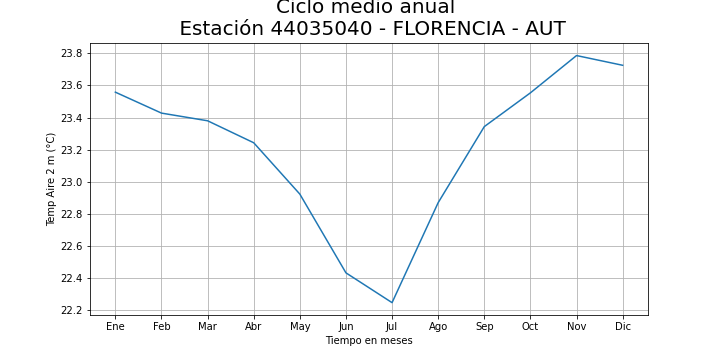 Ciclo medio anual
Estación 44035040 - FLORENCIA - AUT
23.8
23.6
23.4
23.2
23.0
22.8
22.6
22.4
22.2
Temp Aire 2 m (°C)
Ene Feb Mar Abr May Jun Jul Ago Sep Oct Nov Dic
Tiempo en meses